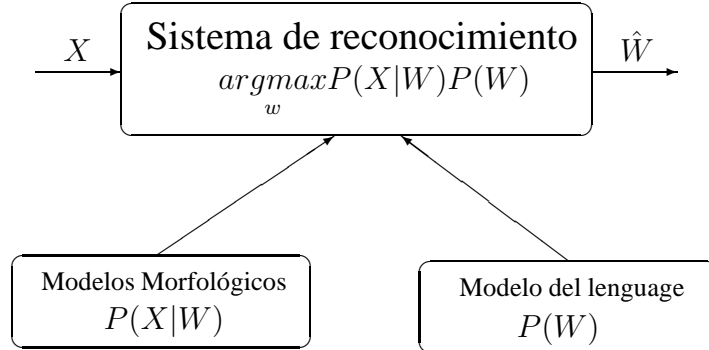 X
Sistema de reconocimiento
Ŵ
argmaxP(X|W)P(W)
w
Modelos Morfológicos
P(X|W)
Modelo del lenguage
P(W)